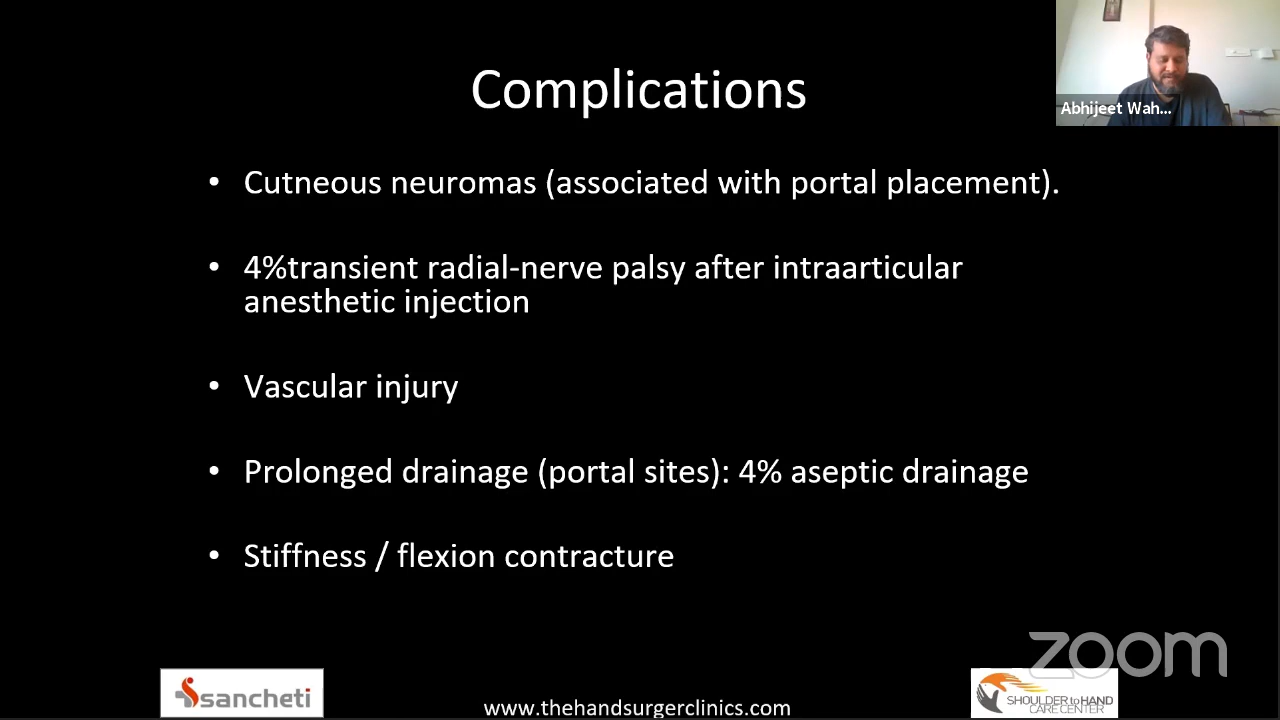 Complications
Abhijeet Wah...
• Cutneous neuromas (associated with portal placement).
• 4%transient radial-nerve palsy after intraarticular
anesthetic injection
• Vascular injury
• Prolonged drainage (portal sites): 4% aseptic drainage
• Stiffness / flexion contracture
zoom
sancheti
www.thehandsurgerclinics.com
SHOULDER to HAND
CARE CENTER